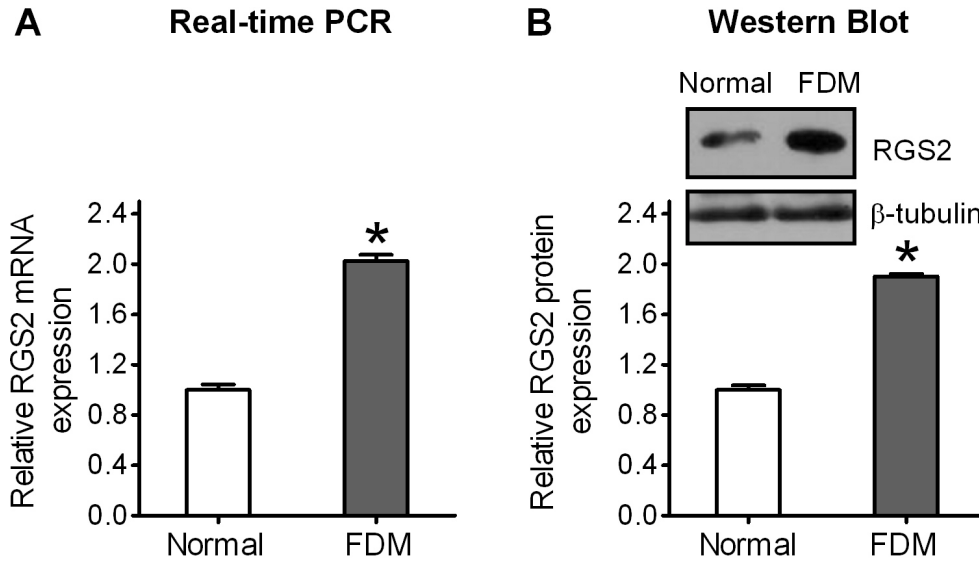 A Real-time PCR
Relative RGS2 mRNA
expression
2.4
*
2.0
1.6
1.2
0.8
0.4
0.0
Normal FDM
B Western Blot
Normal FDM
RGS2
β-tubulin
Relative RGS2 protein
expression
2.4
*
2.0
1.6
1.2
0.8
0.4
0.0
Normal FDM